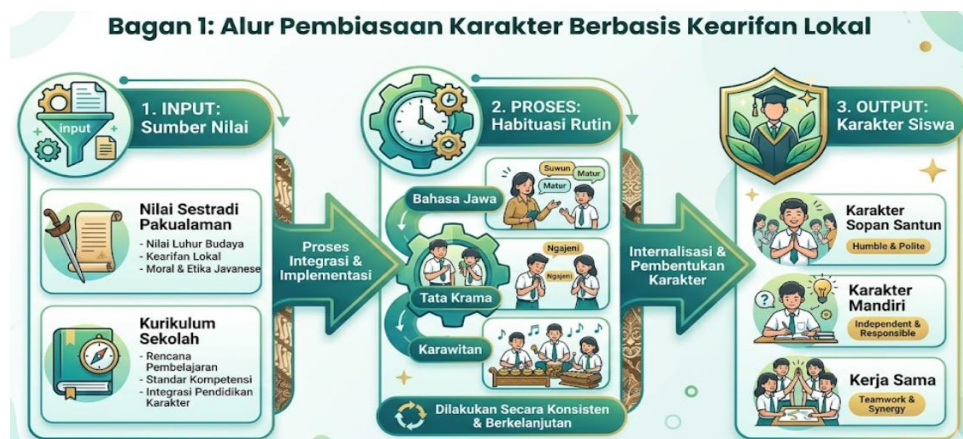 Bagan 1: Alur Pembiasaan Karakter Berbasis Kearifan Lokal
input
1. INPUT:
Sumber Nilai
Nilai Sestradi
Pakualaman
- Nilai Luhur Budaya
- Kearifan Lokal
- Moral & Etika Javanese
Kurikulum
Sekolah
- Rencana
Pembelajaran
- Standar Kompetensi
- Integrasi Pendidikan
Karakter
Proses
Integrasi &
Implementasi
2. PROSES:
Habituasi Rutin
Bahasa Jawa
Suwun
Matur
Matur
Tata Krama
Ngajeni
Ngajeni
Karawitan
Dilakukan Secara Konsisten
& Berkelanjutan
Internalisasi &
Pembentukan
Karakter
3. OUTPUT:
Karakter Siswa
Karakter
Sopan Santun
Humble & Polite
?
Karakter
Mandiri
Independent &
Responsible
Kerja Sama
Teamwork &
Synergy